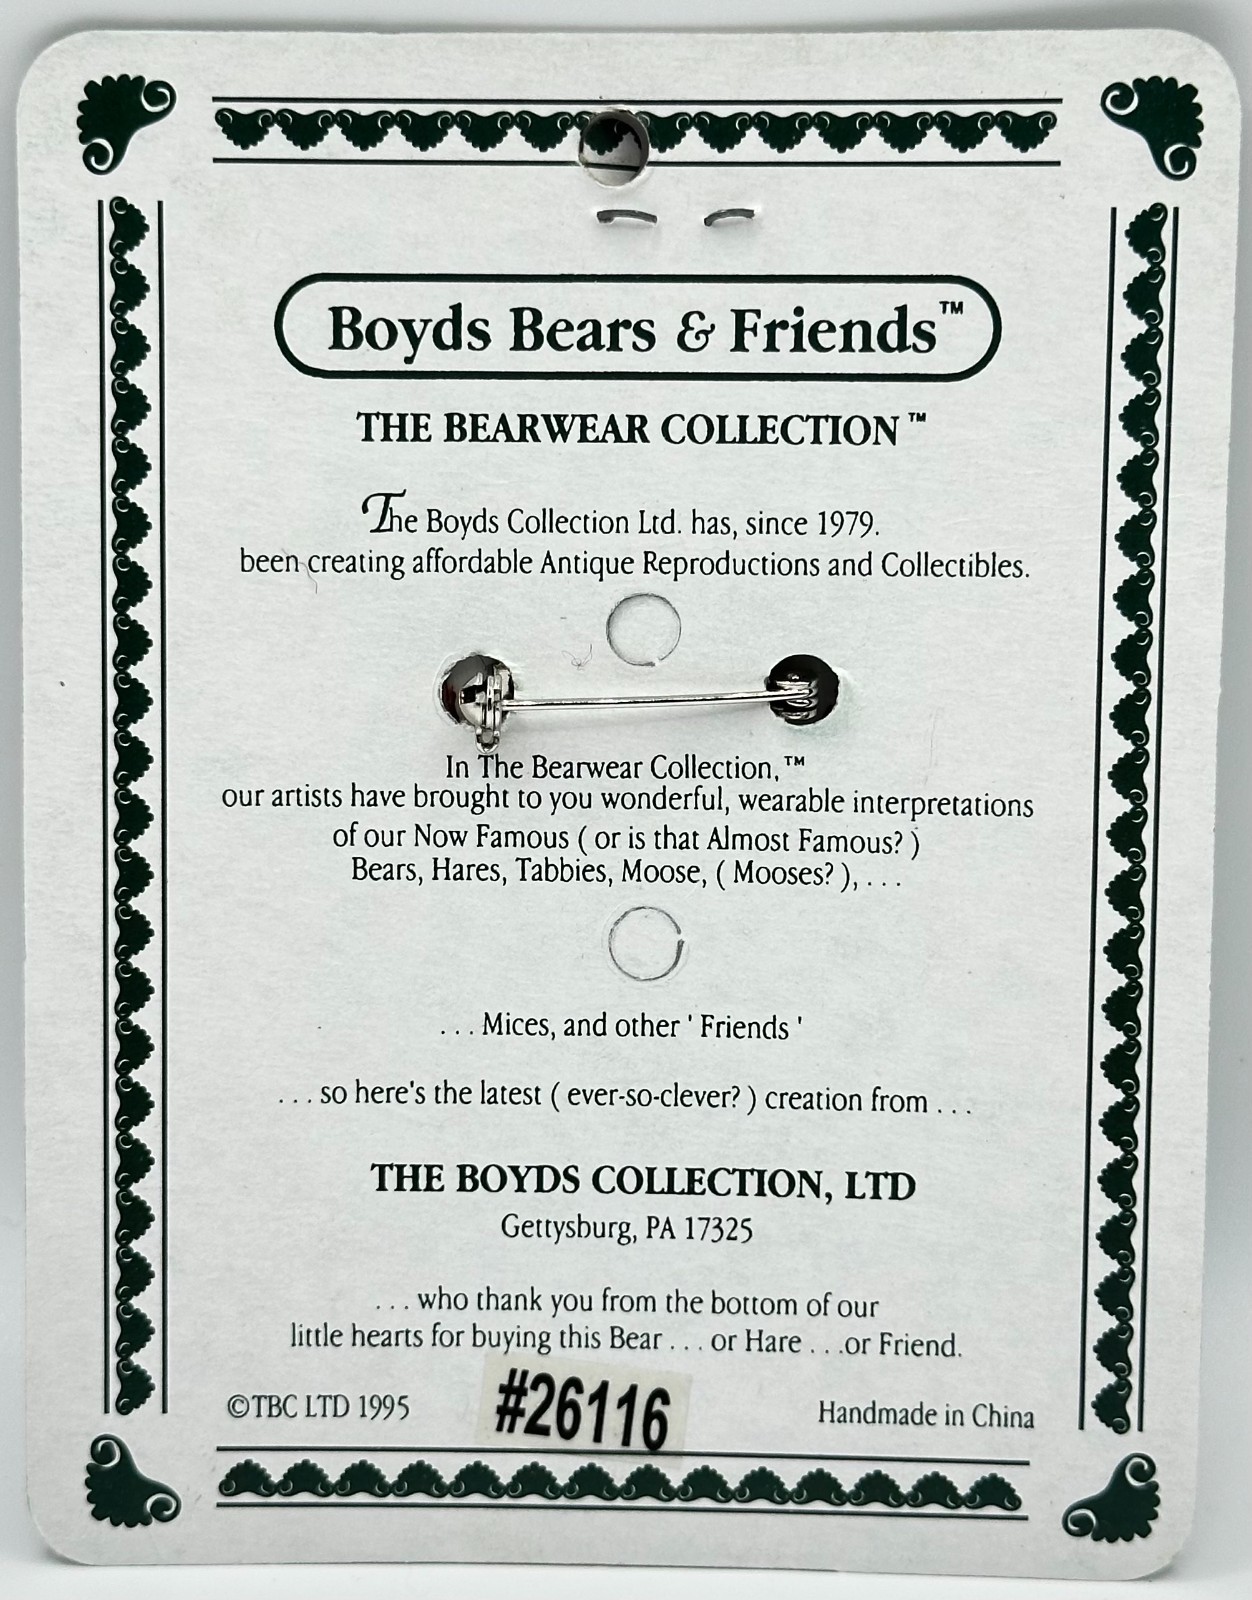 Boyds Bears & Friends™
THE BEARWEAR COLLECTION™
The Boyds Collection Ltd. has, since 1979.
been creating affordable Antique Reproductions and Collectibles.
In The Bearwear Collection,™
our artists have brought to you wonderful, wearable interpretations
of our Now Famous ( or is that Almost Famous? )
Bears, Hares, Tabbies, Moose, ( Mooses? ), . . .
. . . Mices, and other ' Friends '
. . . so here's the latest ( ever-so-clever? ) creation from . . .
THE BOYDS COLLECTION, LTD
Gettysburg, PA 17325
. . . who thank you from the bottom of our
little hearts for buying this Bear . . . or Hare . . .or Friend.
©TBC LTD 1995
#26116
Handmade in China